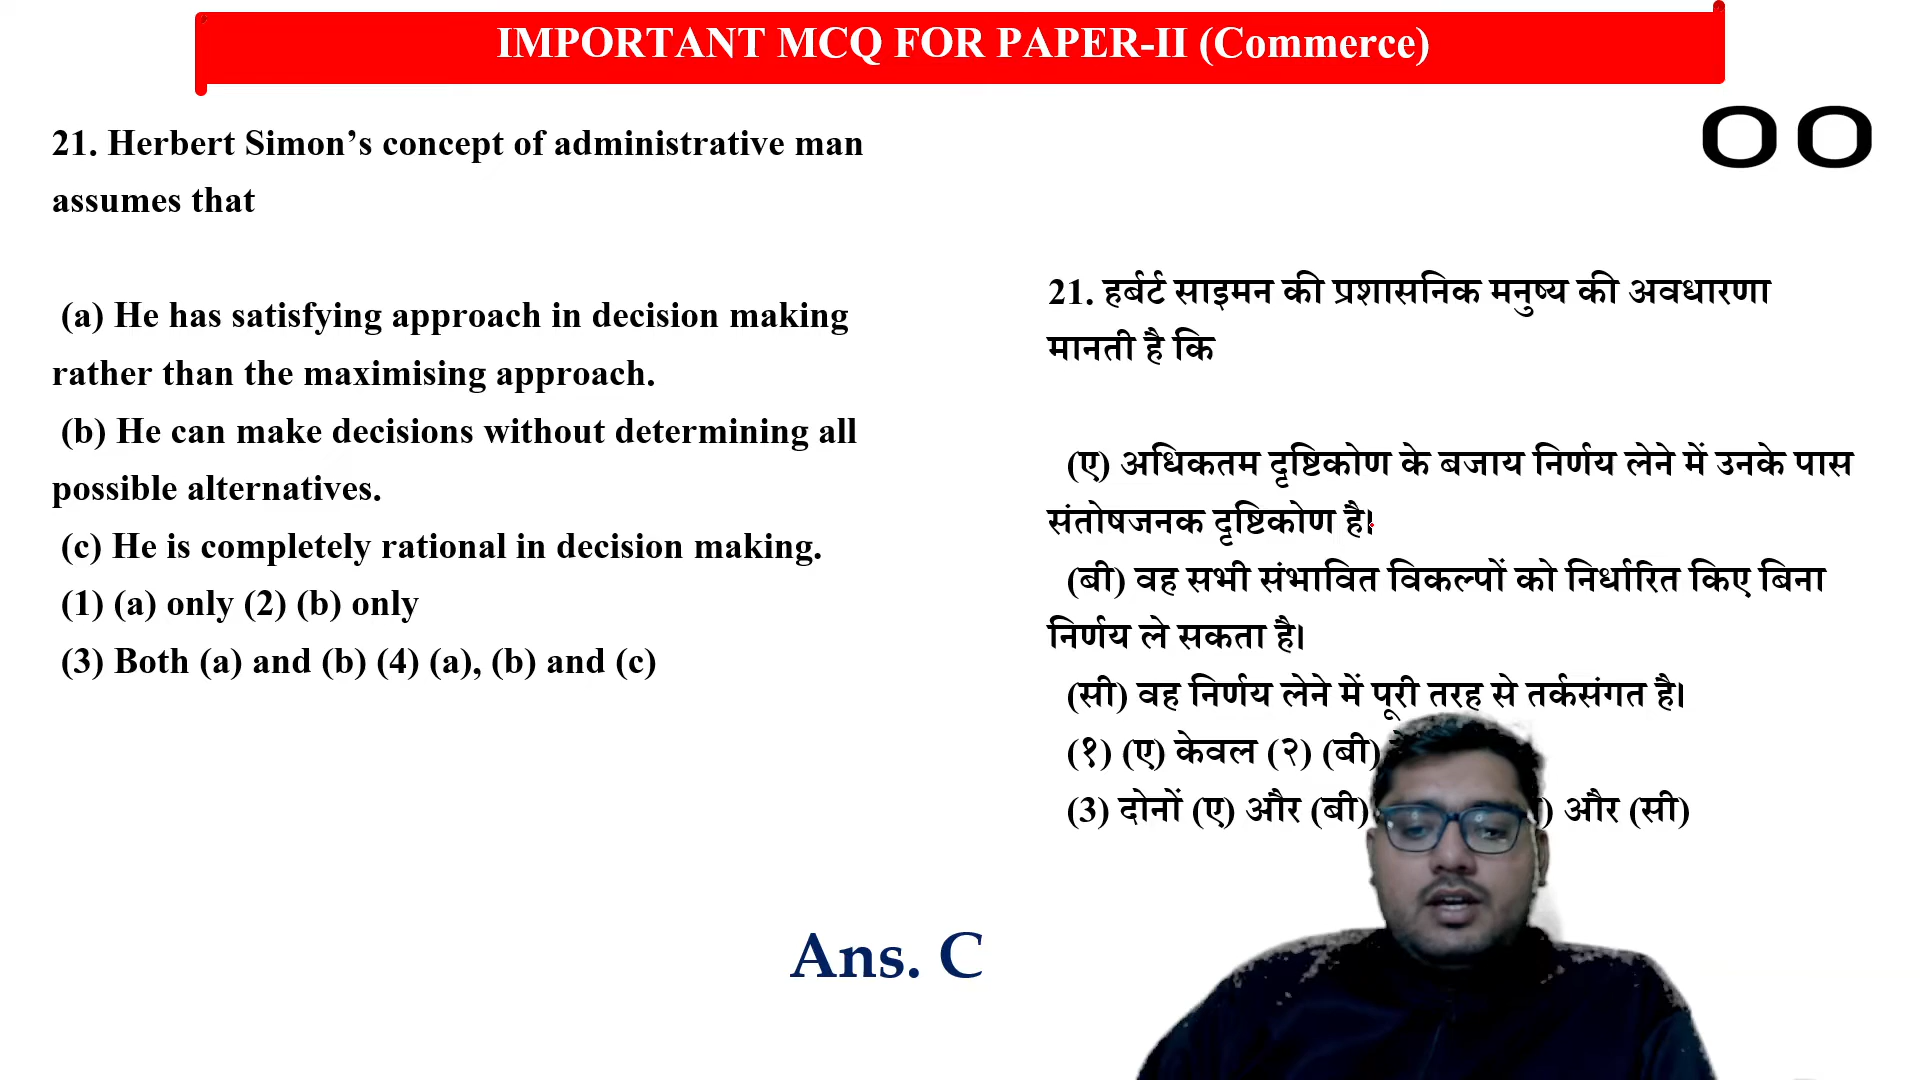 IMPORTANT MCQ FOR PAPER-II (Commerce)
00
21. Herbert Simon’s concept of administrative man
assumes that
(a) He has satisfying approach in decision making
rather than the maximising approach.
(b) He can make decisions without determining all
possible alternatives.
(c) He is completely rational in decision making.
(1) (a) only (2) (b) only
(3) Both (a) and (b) (4) (a), (b) and (c)
21. हर्बर्ट साइमन की प्रशासनिक मनुष्य की अवधारणा
मानती है कि
(ए) अधिकतम दृष्टिकोण के बजाय निर्णय लेने में उनके पास
संतोषजनक दृष्टिकोण है।
(बी) वह सभी संभावित विकल्पों को निर्धारित किए बिना
निर्णय ले सकता है।
(सी) वह निर्णय लेने में पूरी तरह से तर्कसंगत है।
(१) (ए) केवल (२) (बी)
(3) दोनों (ए) और (बी) ) और (सी)
Ans. C